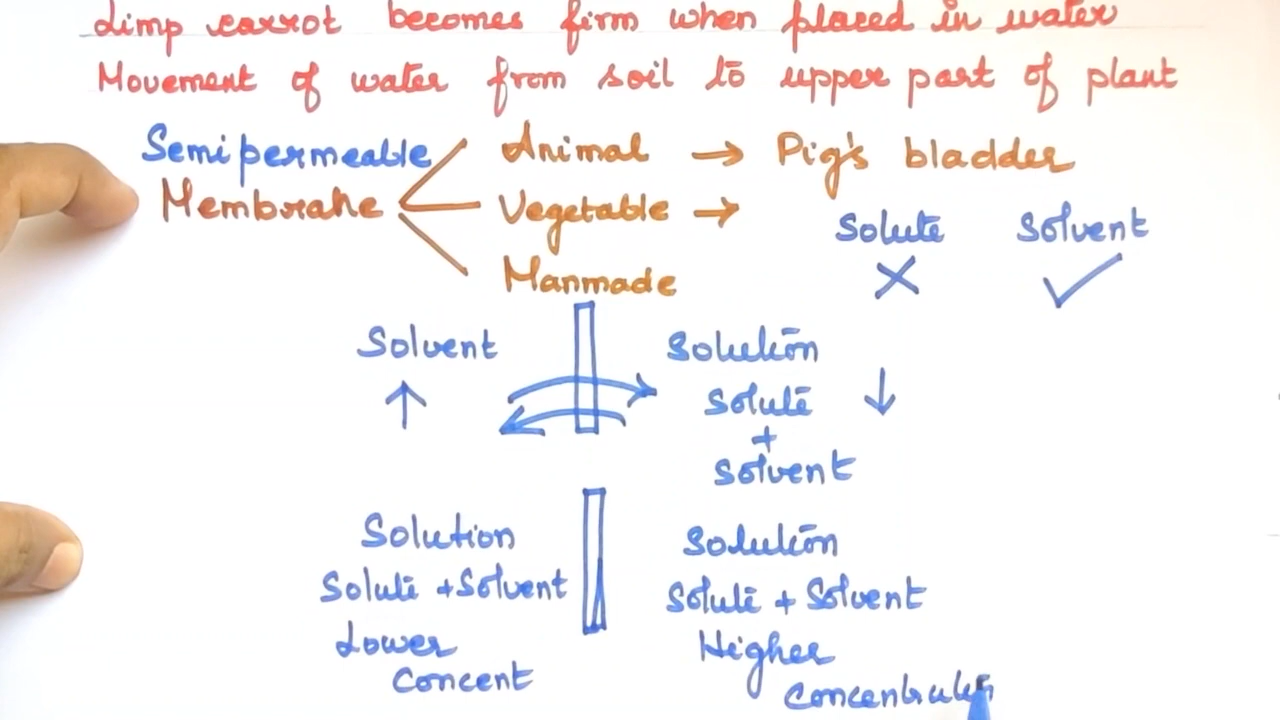 Limp carrot becomes firm when placed in water
Movement of water from soil to upper part of plant
Semipermeable Membrane
Animal → Pig's bladder
Vegetable →
Manmade
Solute Solvent
✗ ✓
Solvent Solution
↑ Solute ↓
+
Solvent
Solution Solution
Solute + Solvent Solute + Solvent
Lower Higher
Concent Concentration